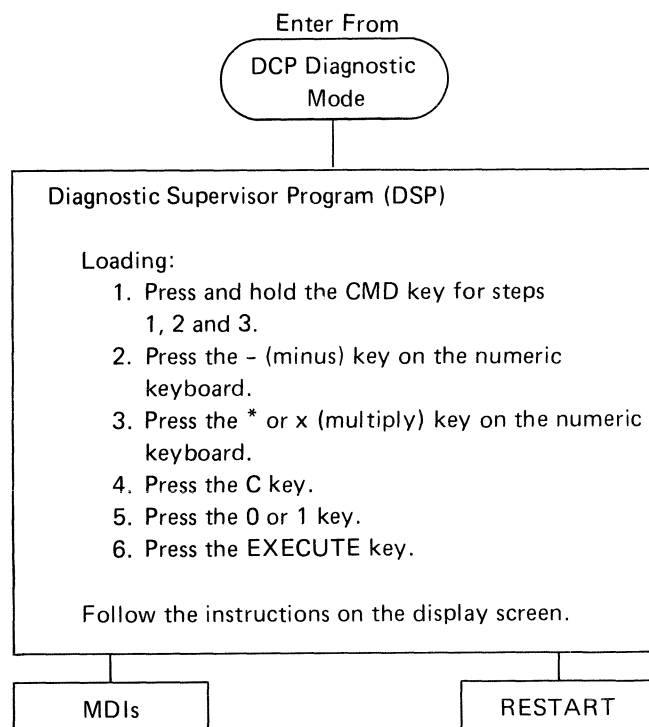 Enter From
DCP Diagnostic
Mode
Diagnostic Supervisor Program (DSP)
Loading:
1. Press and hold the CMD key for steps
1, 2 and 3.
2. Press the - (minus) key on the numeric
keyboard.
3. Press the * or x (multiply) key on the numeric
keyboard.
4. Press the C key.
5. Press the 0 or 1 key.
6. Press the EXECUTE key.
Follow the instructions on the display screen.
MDIs
RESTART